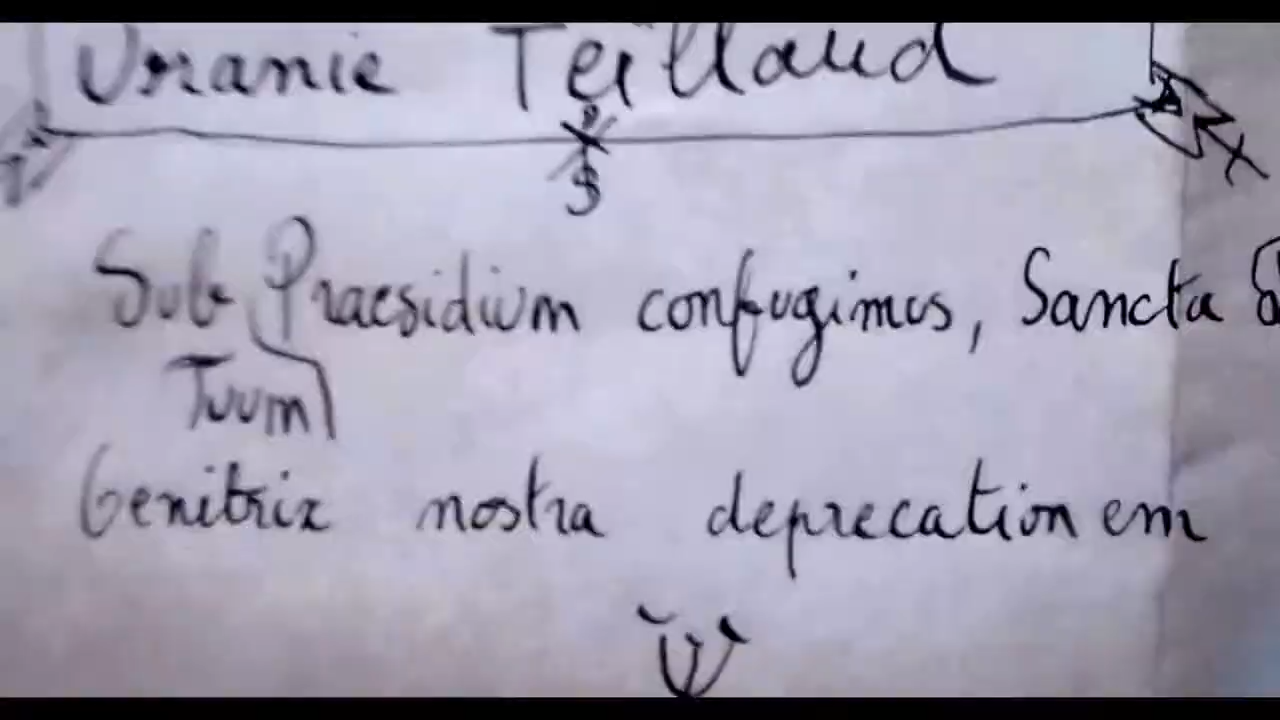 Uranie Teillaud
Sub Praesidium confugimus, Sancta
Tuum
Genitrix nostra deprecationem